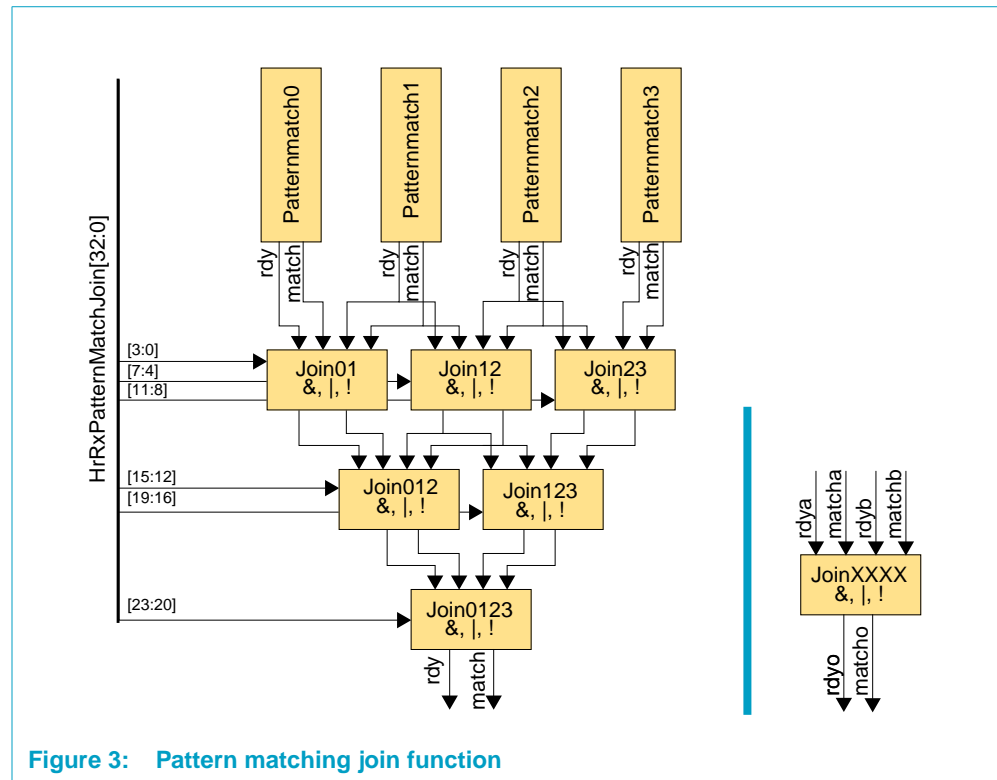 Patternmatch0
Patternmatch1
Patternmatch2
Patternmatch3
rdy
match
rdy
match
rdy
match
rdy
match
HrRxPatternMatchJoin[32:0]
[3:0]
[7:4]
[11:8]
Join01
&, |, !
Join12
&, |, !
Join23
&, |, !
[15:12]
[19:16]
Join012
&, |, !
Join123
&, |, !
[23:20]
Join0123
&, |, !
rdy
match
rdya
matcha
rdyb
matchb
JoinXXXX
&, |, !
rdyo
matcho
Figure 3: Pattern matching join function